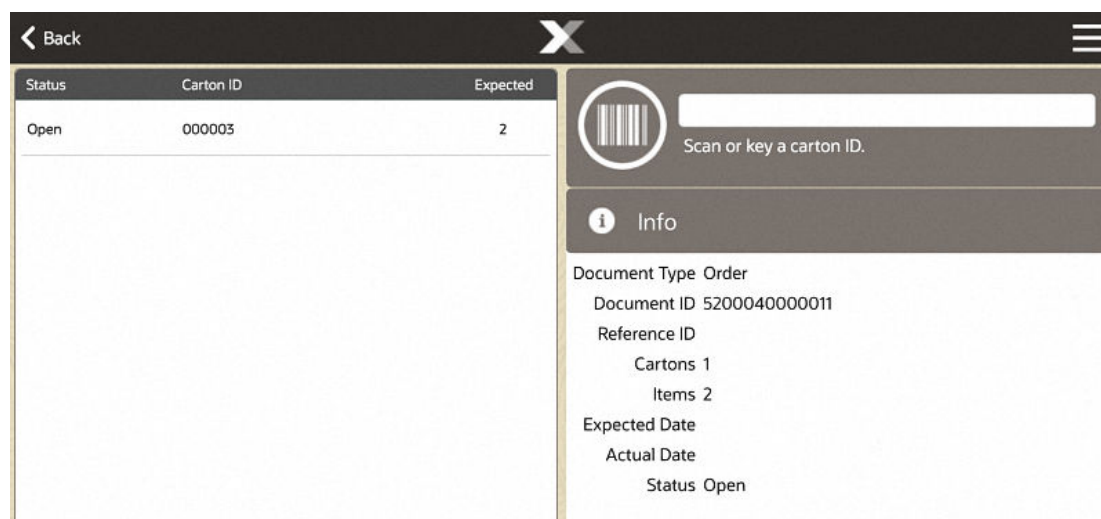 Back
Status Carton ID Expected
Open 000003 2
Scan or key a carton ID.
Info
Document Type Order
Document ID 5200040000011
Reference ID
Cartons 1
Items 2
Expected Date
Actual Date
Status Open